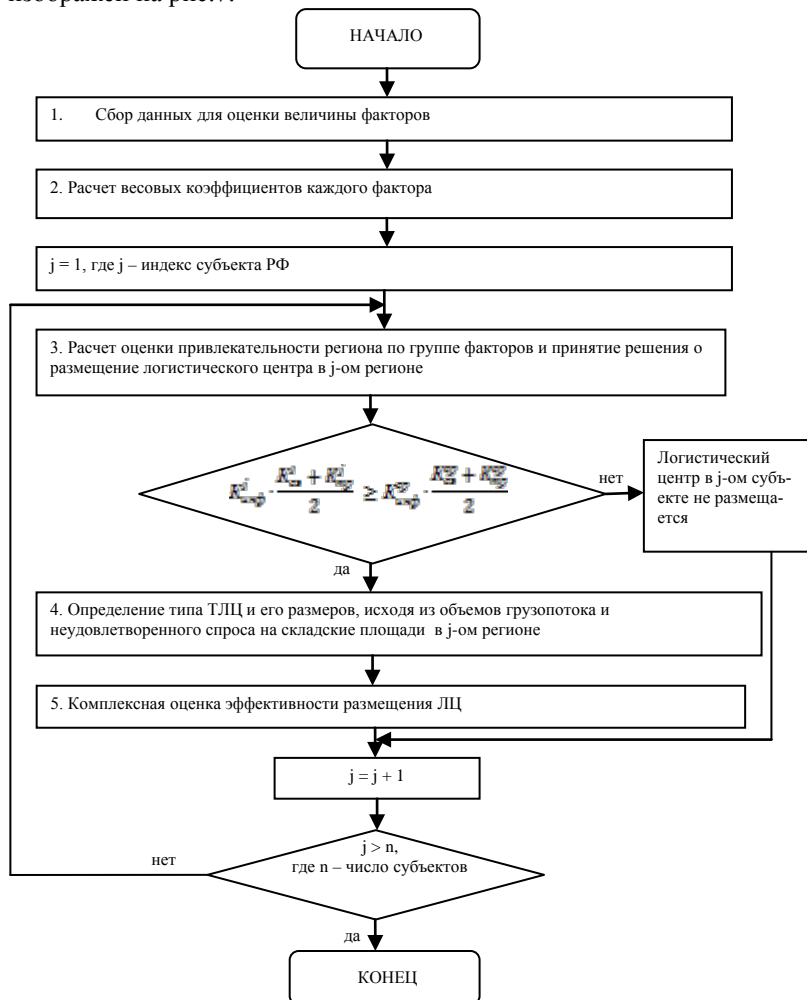 изображен на рис.7.
НАЧАЛО
1. Сбор данных для оценки величины факторов
2. Расчет весовых коэффициентов каждого фактора
j = 1, где j – индекс субъекта РФ
3. Расчет оценки привлекательности региона по группе факторов и принятие решения о
размещение логистического центра в j-ом регионе
нет
Логистический
центр в j-ом субъ-
екте не размеща-
ется
да
4. Определение типа ТЛЦ и его размеров, исходя из объемов грузопотока и
неудовлетворенного спроса на складские площади в j-ом регионе
5. Комплексная оценка эффективности размещения ЛЦ
j = j + 1
нет
j > n,
где n – число субъектов
да
КОНЕЦ